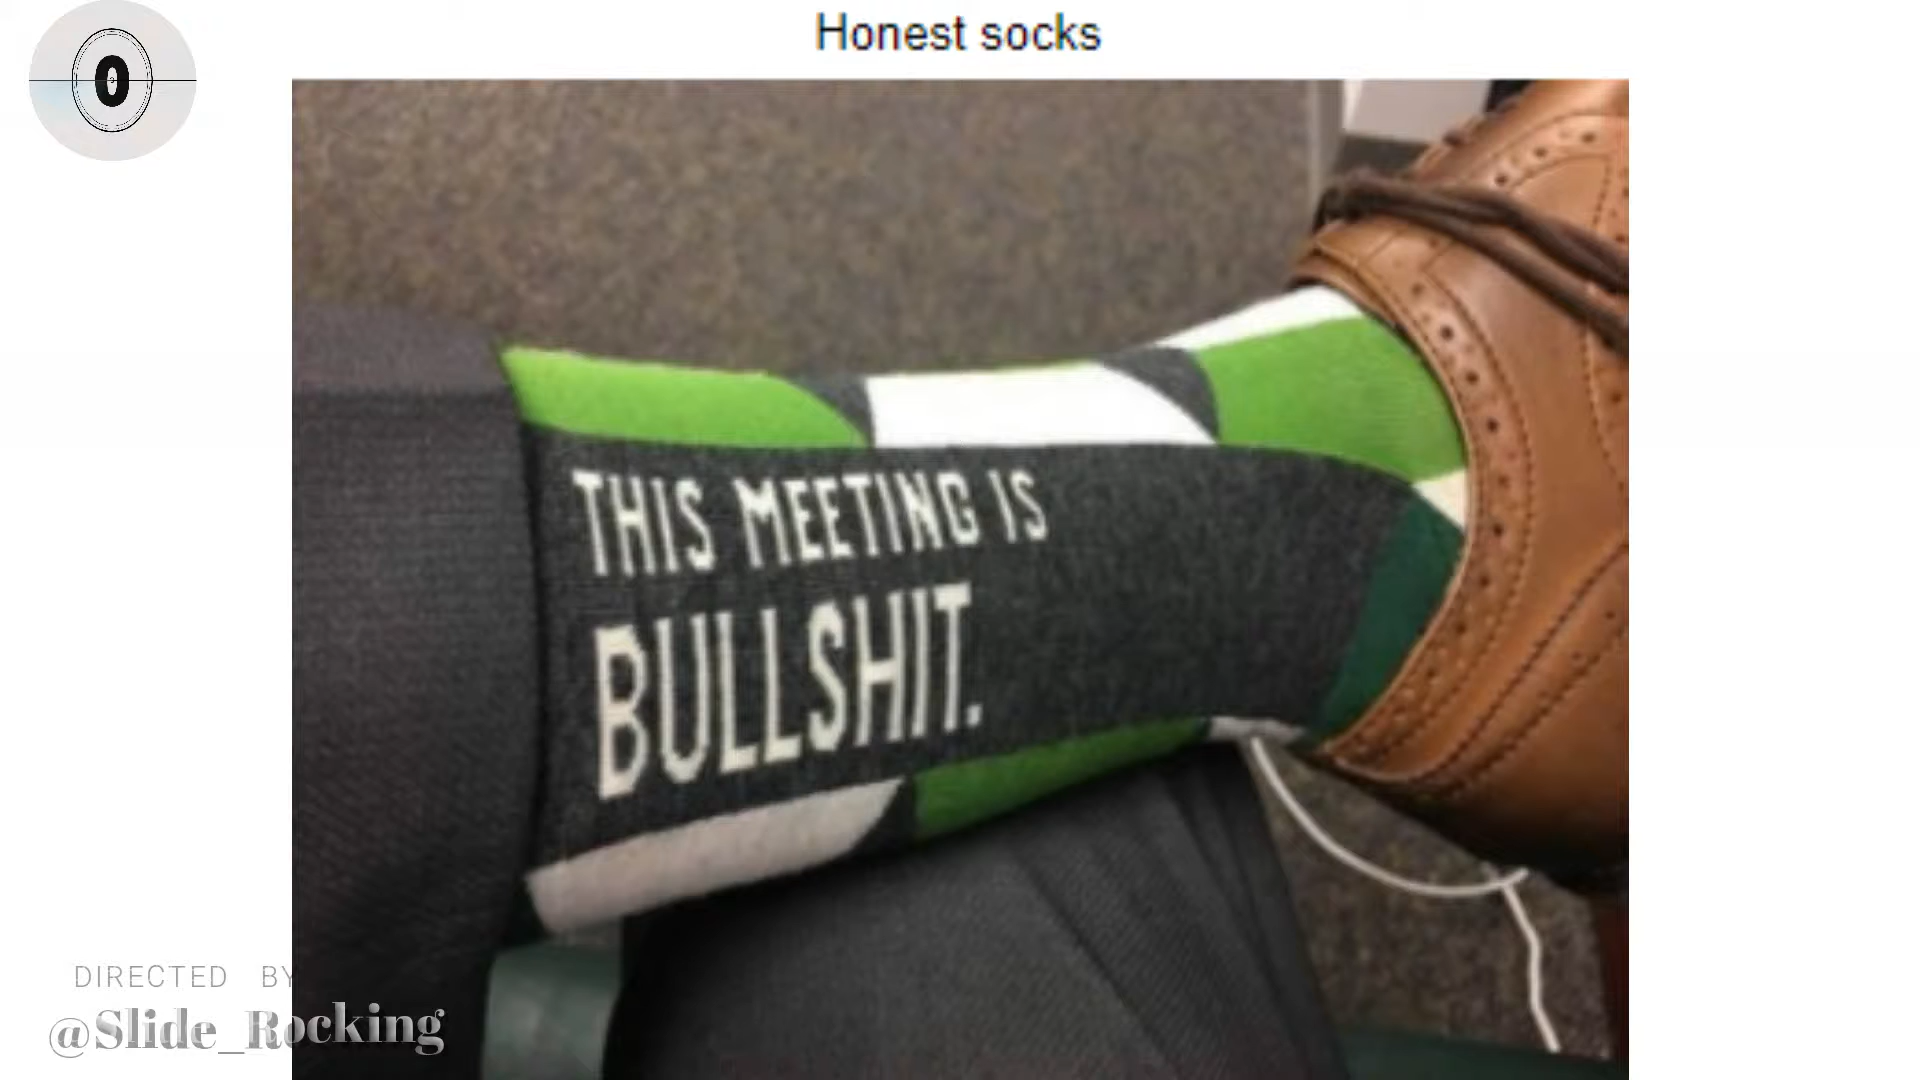 Honest socks
0
THIS MEETING IS
BULLSHIT.
DIRECTED BY
@Slide_Rocking